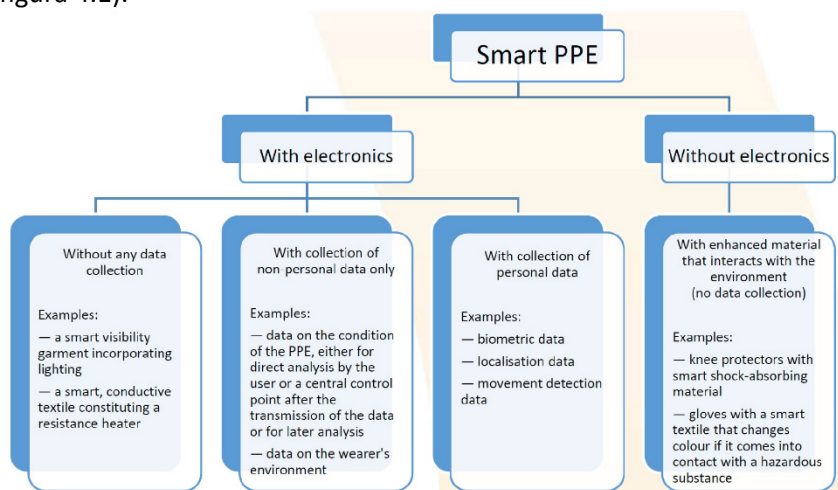 igura 4.1).
Smart PPE
With electronics
Without electronics
Without any data
collection
Examples:
— a smart visibility
garment incorporating
lighting
— a smart, conductive
textile constituting a
resistance heater
With collection of
non-personal data only
Examples:
— data on the condition
of the PPE, either for
direct analysis by the
user or a central control
point after the
transmission of the data
or for later analysis
— data on the wearer's
environment
With collection of
personal data
Examples:
— biometric data
— localisation data
— movement detection
data
With enhanced material
that interacts with the
environment
(no data collection)
Examples:
— knee protectors with
smart shock-absorbing
material
— gloves with a smart
textile that changes
colour if it comes into
contact with a hazardous
substance